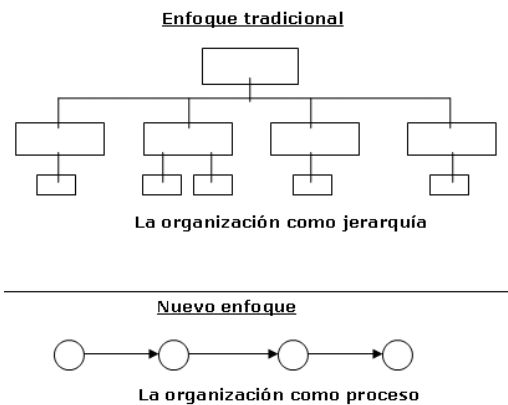 Enfoque tradicional
La organización como jerarquía
Nuevo enfoque
La organización como proceso